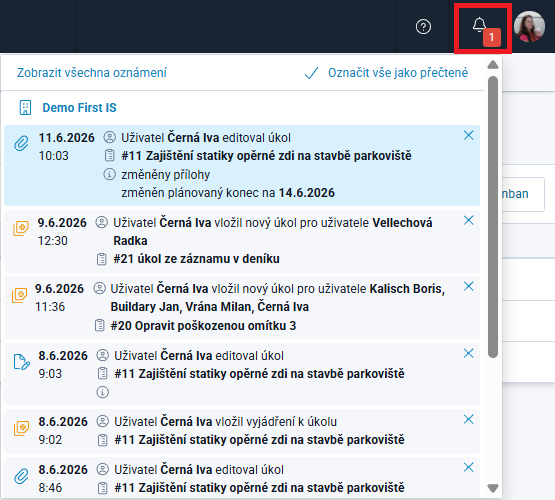 1
Zobrazit všechna oznámení
Označit vše jako přečtené
Demo First IS
11.6.2026 Uživatel Černá Iva editoval úkol
10:03 #11 Zajištění statiky opěrné zdi na stavbě parkoviště
změněny přílohy
změněn plánovaný konec na 14.6.2026
nban
9.6.2026 Uživatel Černá Iva vložil nový úkol pro uživatele Vellechová
12:30 Radka
#21 úkol ze záznamu v deníku
9.6.2026 Uživatel Černá Iva vložil nový úkol pro uživatele Kalisch Boris,
11:36 Buildary Jan, Vrána Milan, Černá Iva
#20 Opravit poškozenou omítku 3
8.6.2026 Uživatel Černá Iva editoval úkol
9:03 #11 Zajištění statiky opěrné zdi na stavbě parkoviště
8.6.2026 Uživatel Černá Iva vložil vyjádření k úkolu
9:02 #11 Zajištění statiky opěrné zdi na stavbě parkoviště
8.6.2026 Uživatel Černá Iva editoval úkol
8:46 #11 Zajištění statiky opěrné zdi na stavbě parkoviště